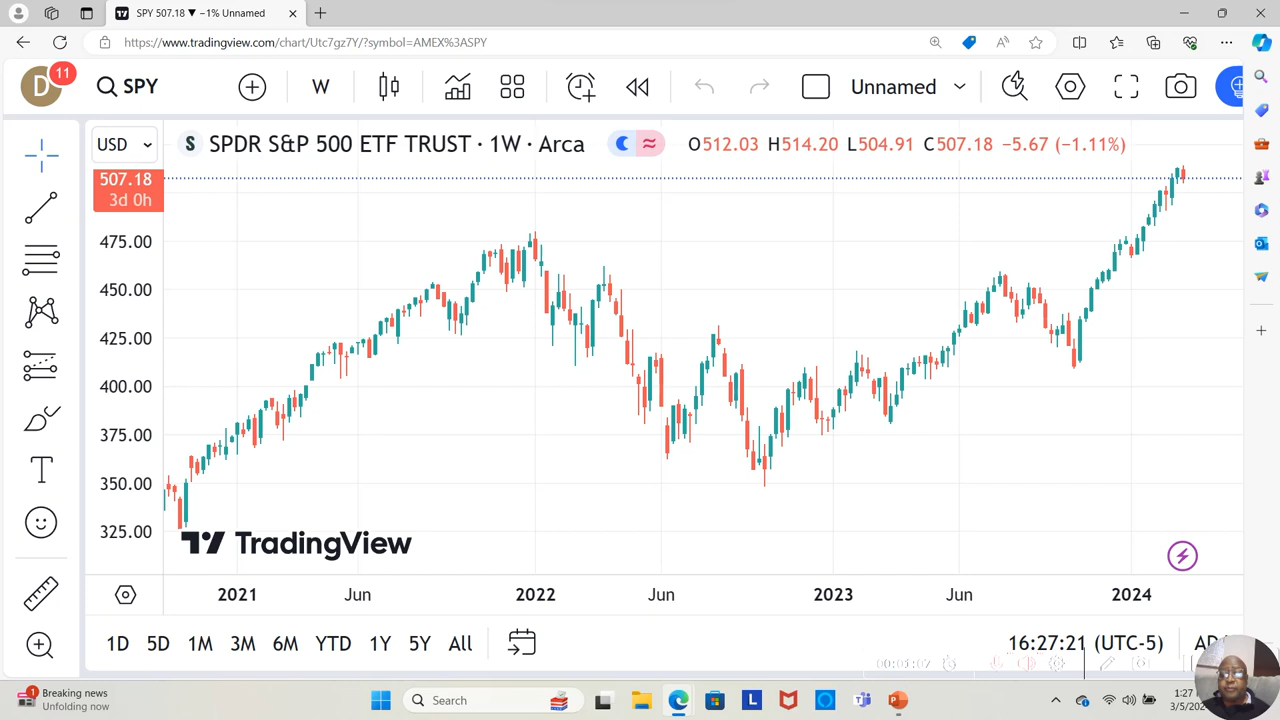 SPY 507.18 ▼ −1% Unnamed
https://www.tradingview.com/chart/Utc7gz7Y/?symbol=AMEX%3ASPY
D
11
SPY
W
Unnamed
USD
S
SPDR S&P 500 ETF TRUST · 1W · Arca
O512.03 H514.20 L504.91 C507.18 −5.67 (−1.11%)
507.18
3d 0h
475.00
450.00
425.00
400.00
375.00
350.00
325.00
TradingView
2021
Jun
2022
Jun
2023
Jun
2024
1D
5D
1M
3M
6M
YTD
1Y
5Y
All
16:27:21 (UTC-5)
1
Breaking news
Unfolding now
Search
L